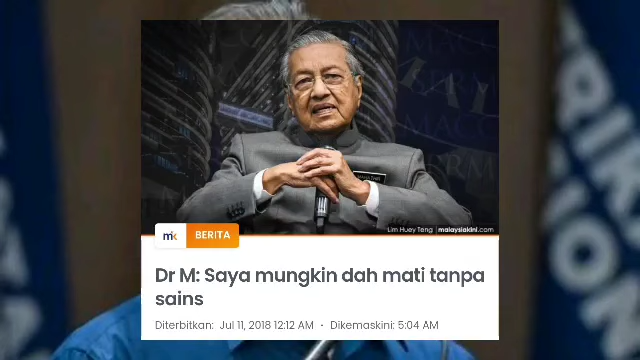 Lim Huey Teng | malaysiakini.com
mk BERITA
Dr M: Saya mungkin dah mati tanpa
sains
Diterbitkan: Jul 11, 2018 12:12 AM · Dikemaskini: 5:04 AM